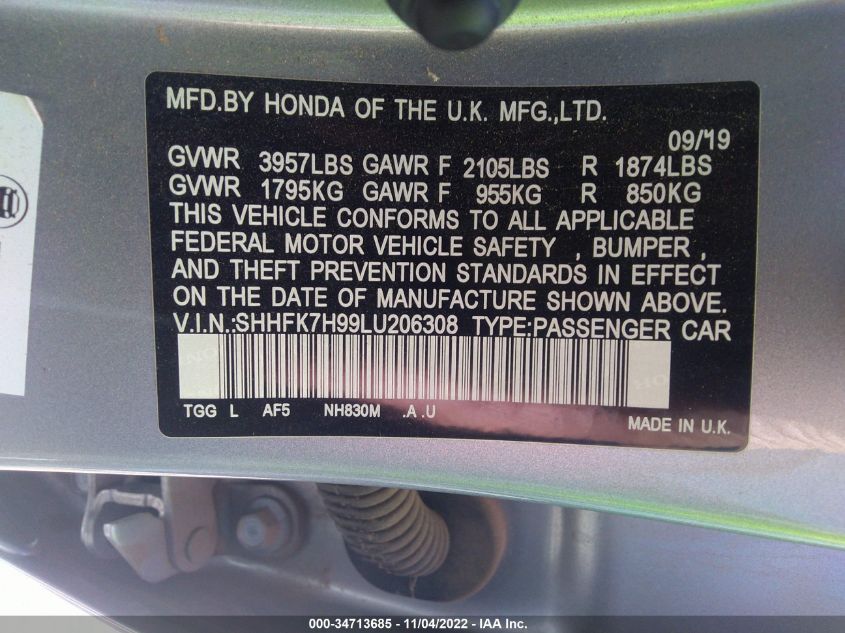 MFD.BY HONDA OF THE U.K. MFG.,LTD.
09/19
GVWR 3957LBS GAWR F 2105LBS R 1874LBS
GVWR 1795KG GAWR F 955KG R 850KG
THIS VEHICLE CONFORMS TO ALL APPLICABLE
FEDERAL MOTOR VEHICLE SAFETY , BUMPER ,
AND THEFT PREVENTION STANDARDS IN EFFECT
ON THE DATE OF MANUFACTURE SHOWN ABOVE.
V.I.N.:SHHFK7H99LU206308 TYPE:PASSENGER CAR
TGG L AF5 NH830M .A .U
MADE IN U.K.
000-34713685 - 11/04/2022 - IAA Inc.